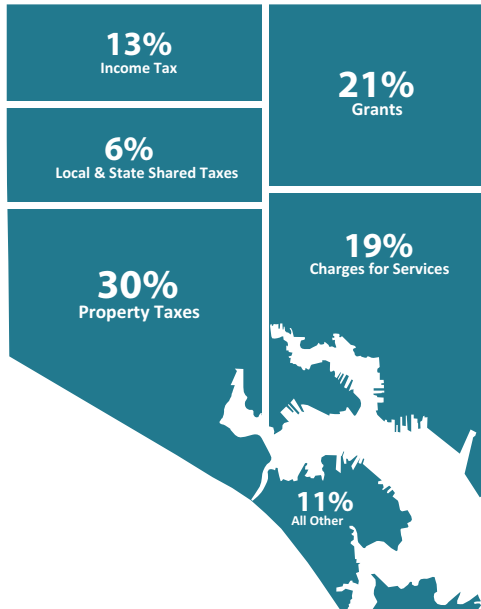 13%
Income Tax
21%
Grants
6%
Local & State Shared Taxes
30%
Property Taxes
19%
Charges for Services
11%
All Other